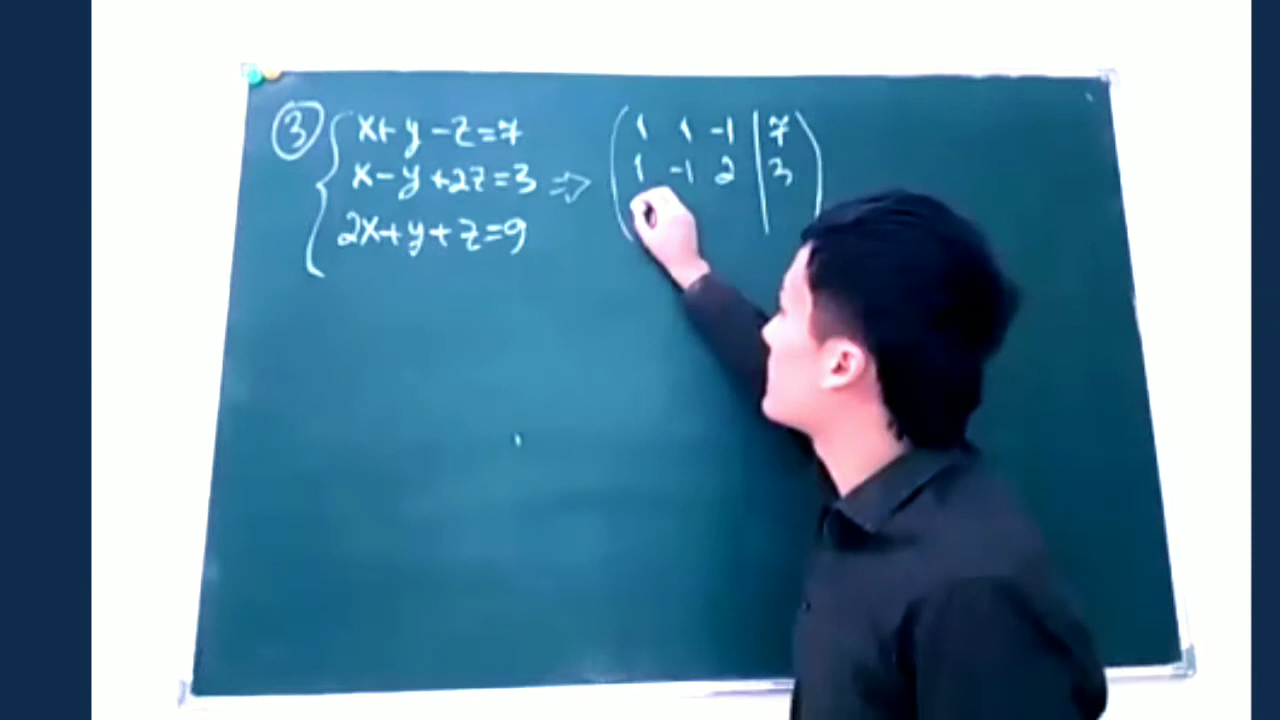 ③ { x+y-z=7
x-y+2z=3 ⇒
2x+y+z=9
( 1 1 -1 | 7 )
1 -1 2 | 3